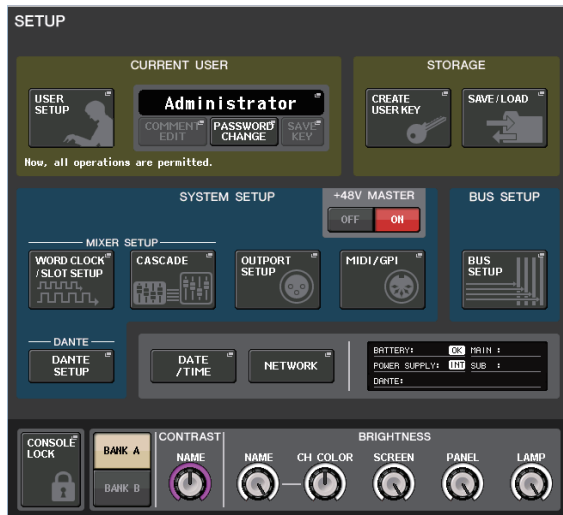 SETUP
CURRENT USER
STORAGE
USER SETUP
Administrator
COMMENT EDIT
PASSWORD CHANGE
SAVE KEY
CREATE USER KEY
SAVE/LOAD
Now, all operations are permitted.
SYSTEM SETUP
+48V MASTER
BUS SETUP
OFF
ON
MIXER SETUP
WORD CLOCK /SLOT SETUP
CASCADE
OUTPORT SETUP
MIDI/GPI
BUS SETUP
DANTE
DANTE SETUP
DATE /TIME
NETWORK
BATTERY: OK MAIN :
POWER SUPPLY: INT SUB :
DANTE:
CONSOLE LOCK
BANK A
BANK B
CONTRAST
BRIGHTNESS
NAME
NAME
CH COLOR
SCREEN
PANEL
LAMP